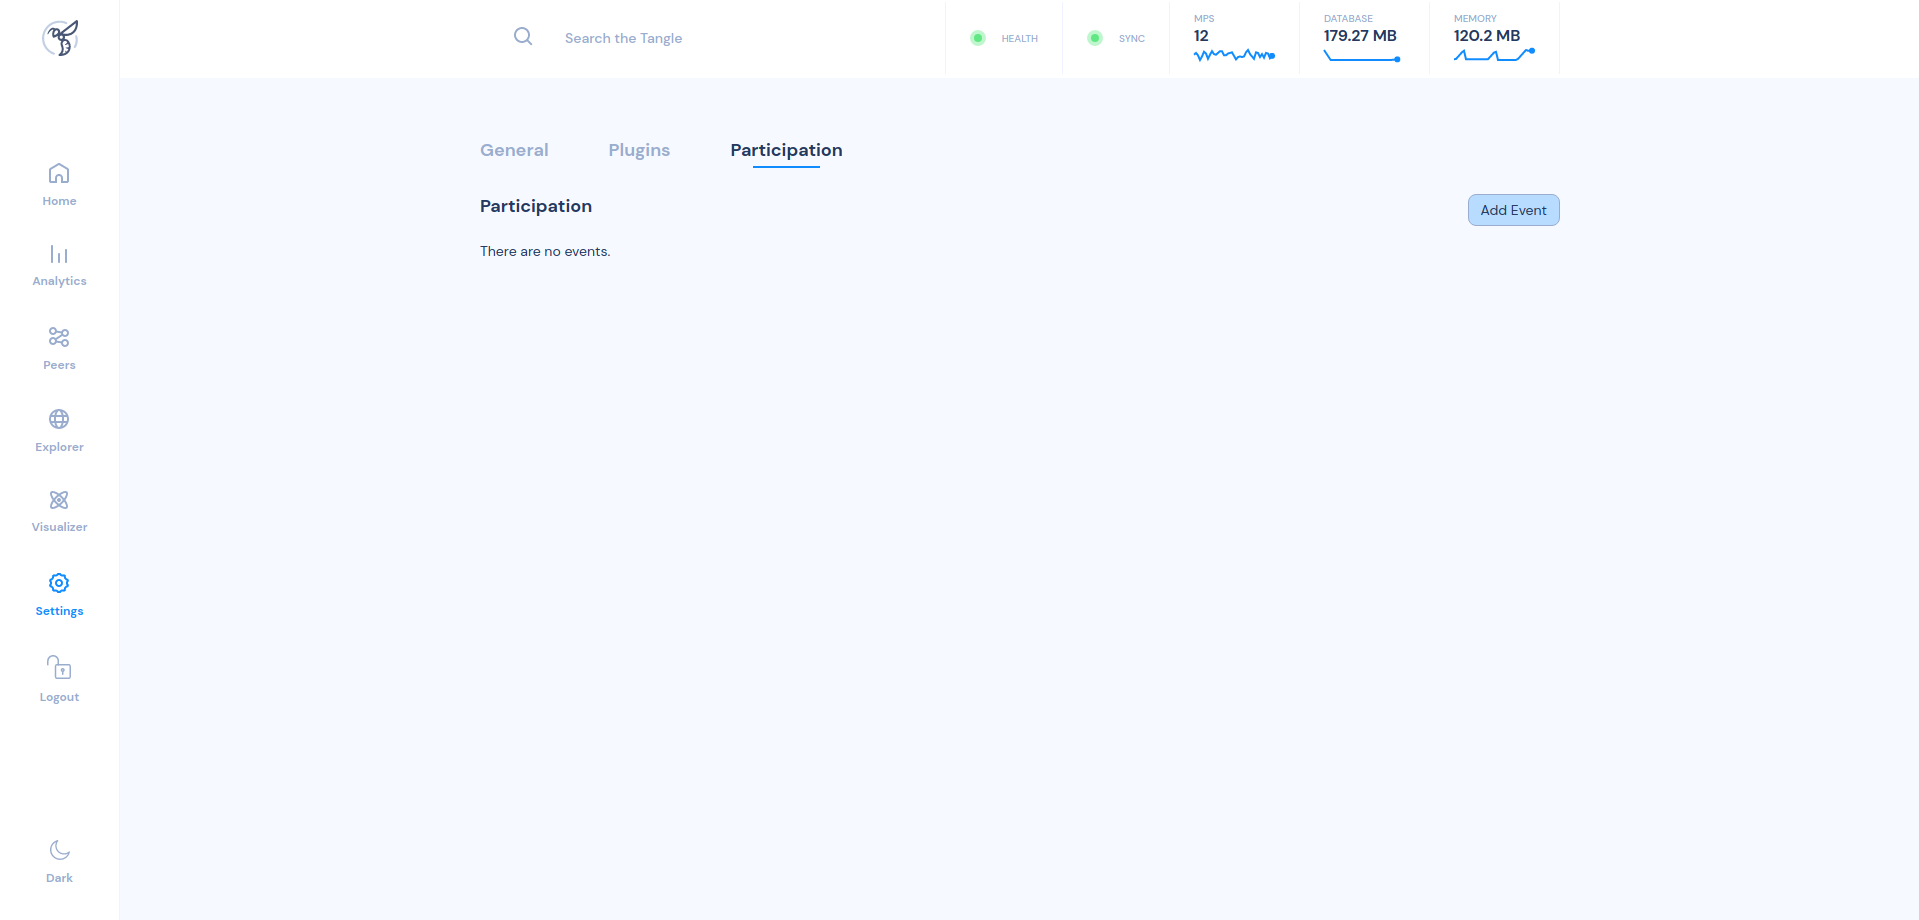 Search the Tangle
HEALTH
SYNC
MPS
12
DATABASE
179.27 MB
MEMORY
120.2 MB
Home
Analytics
Peers
Explorer
Visualizer
Settings
Logout
Dark
General
Plugins
Participation
Participation
Add Event
There are no events.